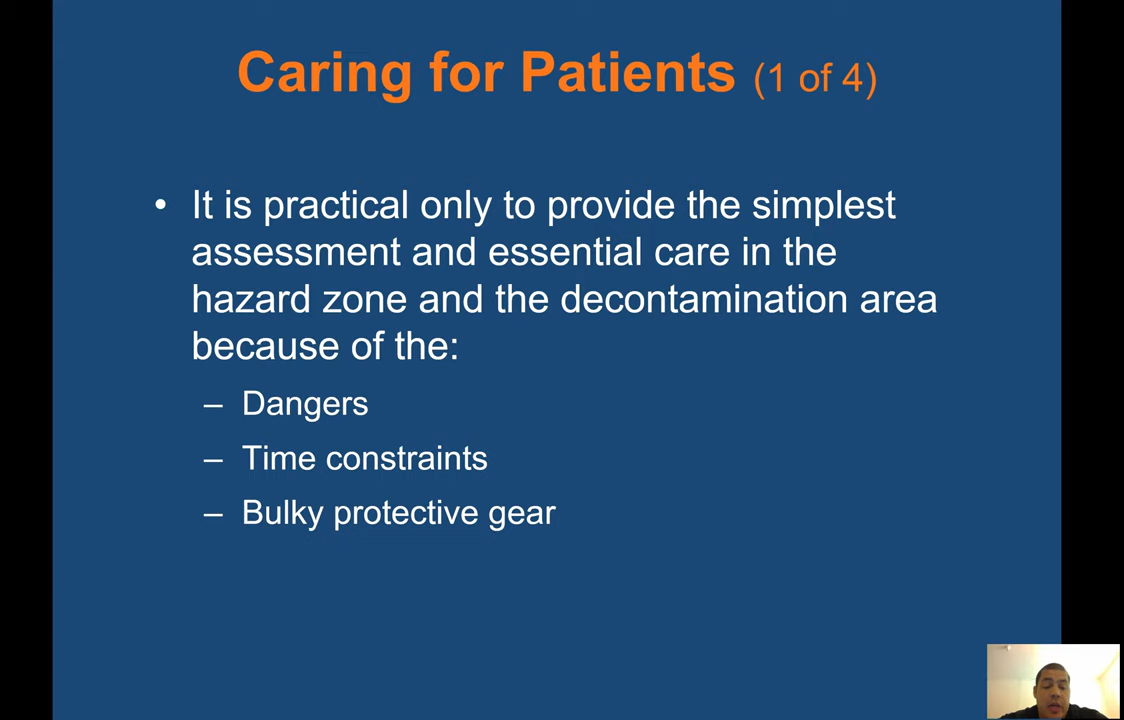 Caring for Patients (1 of 4)
• It is practical only to provide the simplest
assessment and essential care in the
hazard zone and the decontamination area
because of the:
– Dangers
– Time constraints
– Bulky protective gear